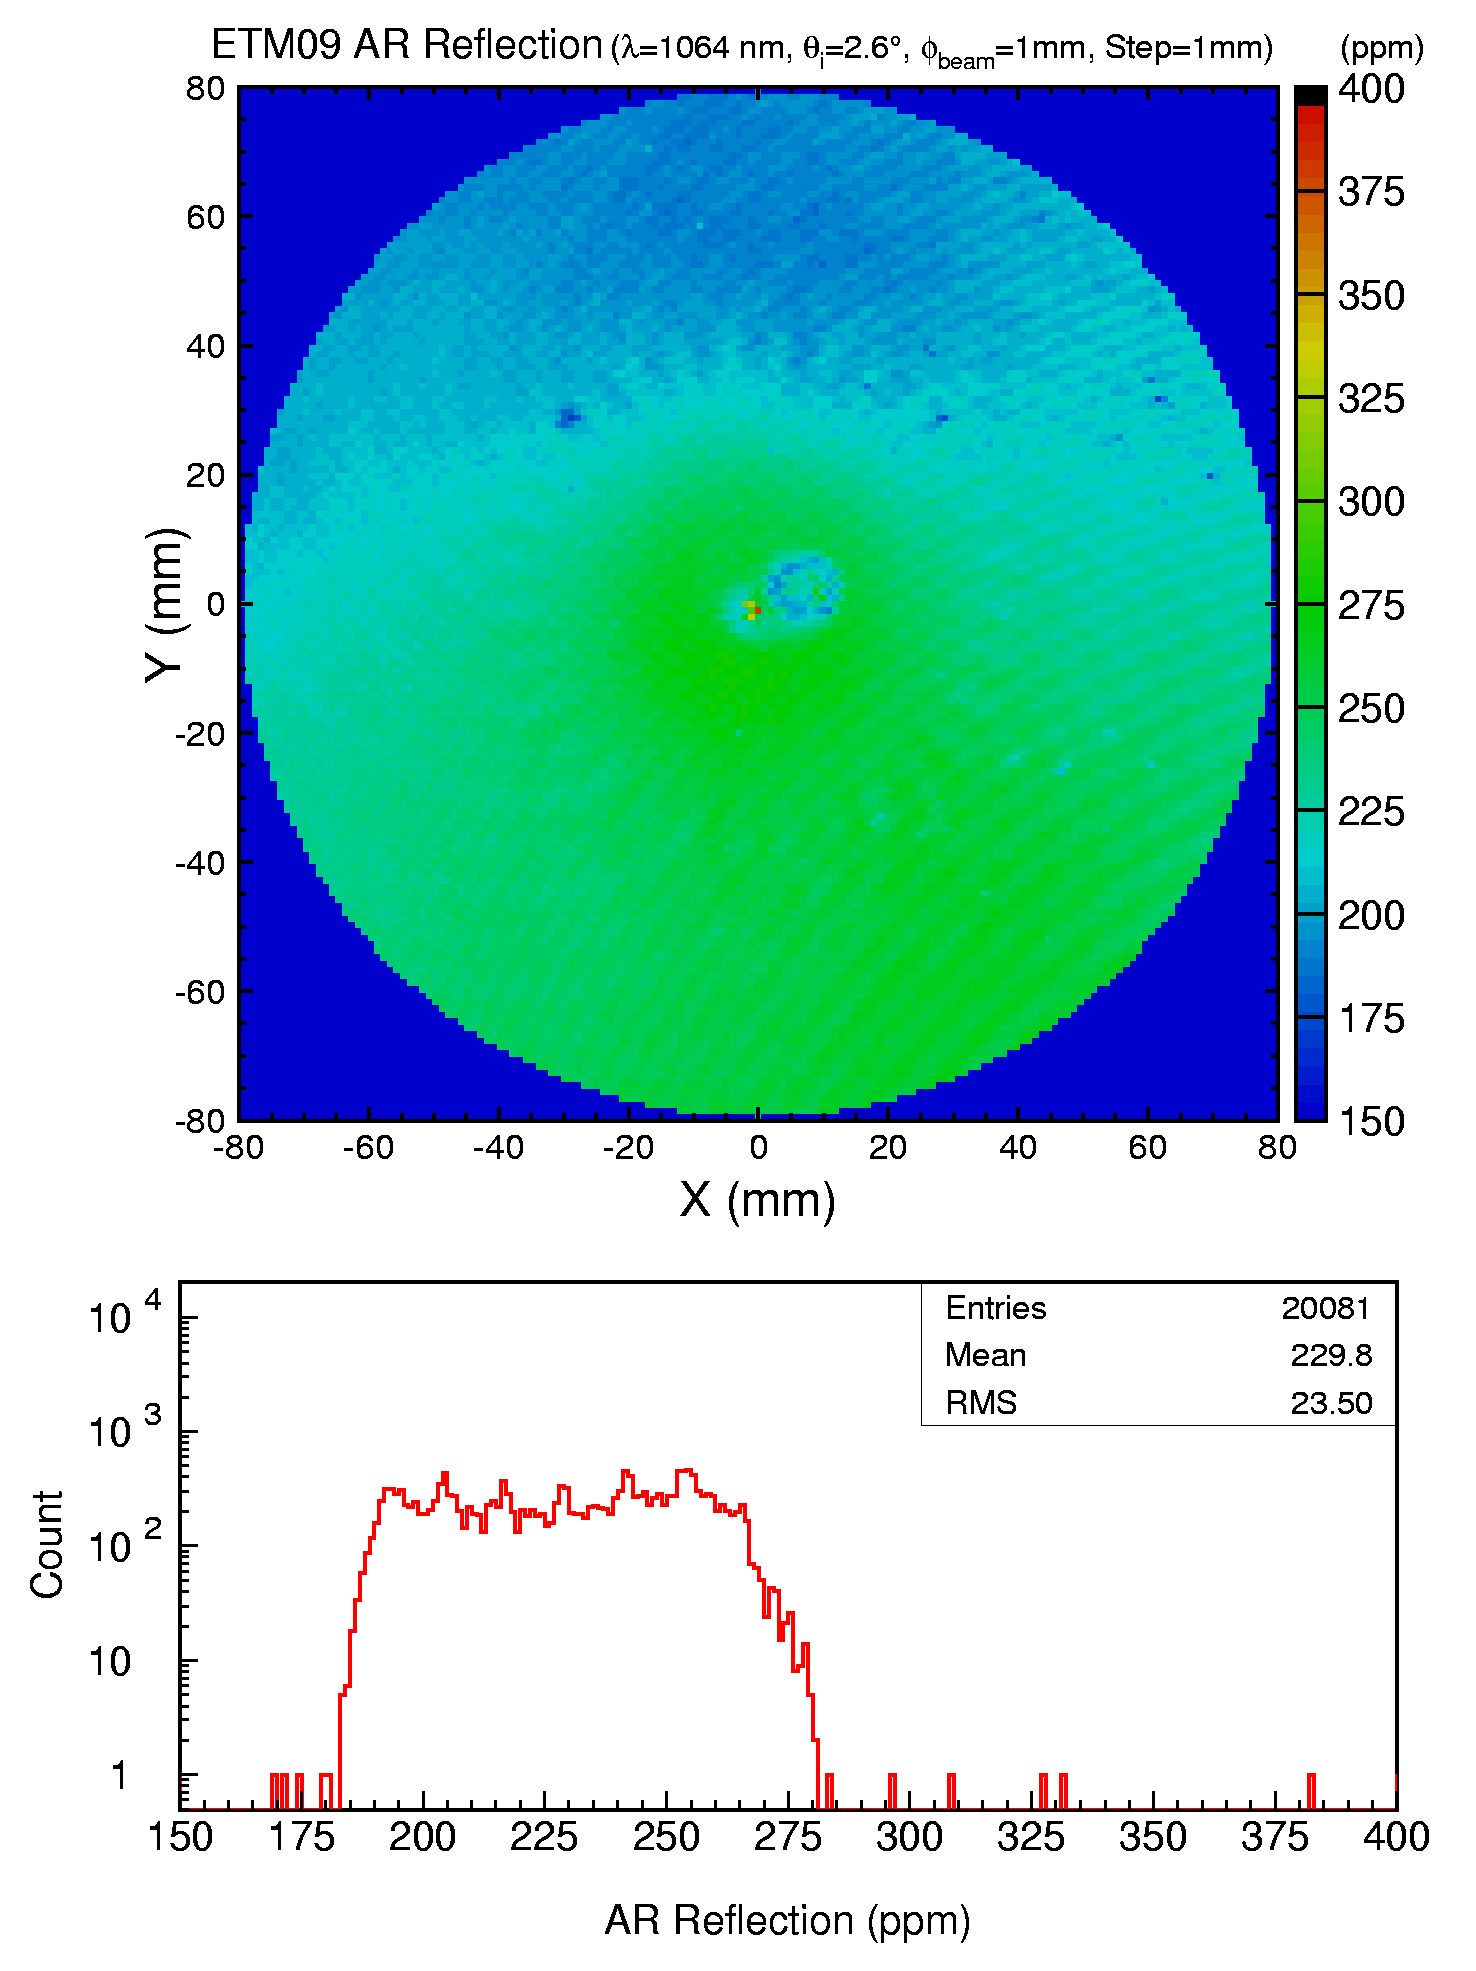 ETM09 AR Reflection (λ=1064 nm, θi=2.6°, ϕbeam=1mm, Step=1mm) (ppm)
80
60
40
20
0
-20
-40
-60
-80
Y (mm)
-80 -60 -40 -20 0 20 40 60 80
X (mm)
400
375
350
325
300
275
250
225
200
175
150
Entries 20081
Mean 229.8
RMS 23.50
10^4
10^3
10^2
10
1
Count
150 175 200 225 250 275 300 325 350 375 400
AR Reflection (ppm)